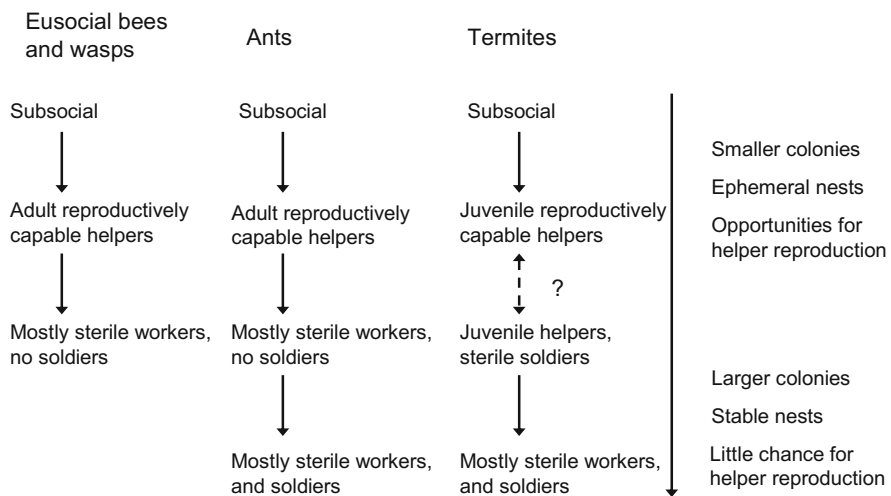 Eusocial bees
and wasps
Ants
Termites
Subsocial
Subsocial
Subsocial
Adult reproductively
capable helpers
Adult reproductively
capable helpers
Juvenile reproductively
capable helpers
?
Mostly sterile workers,
no soldiers
Mostly sterile workers,
no soldiers
Juvenile helpers,
sterile soldiers
Mostly sterile workers,
and soldiers
Mostly sterile workers,
and soldiers
Smaller colonies
Ephemeral nests
Opportunities for
helper reproduction
Larger colonies
Stable nests
Little chance for
helper reproduction